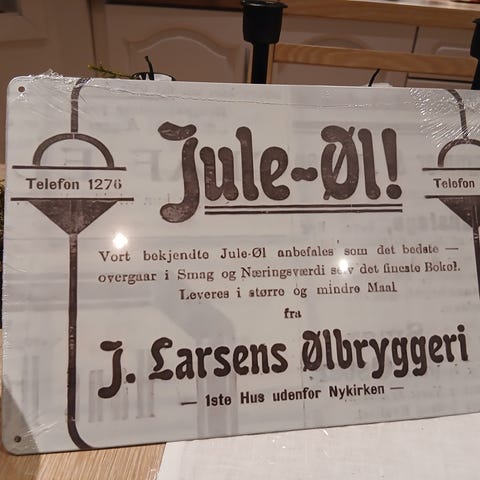 Jule-Øl!
Telefon 1276
Telefon
Vort bekjendte Jule-Øl anbefales som det bedste —
overgaar i Smag og Næringsværdi selv det fineste Bokøl.
Leveres i større og mindre Maal
fra
J. Larsens Ølbryggeri
— 1ste Hus udenfor Nykirken —